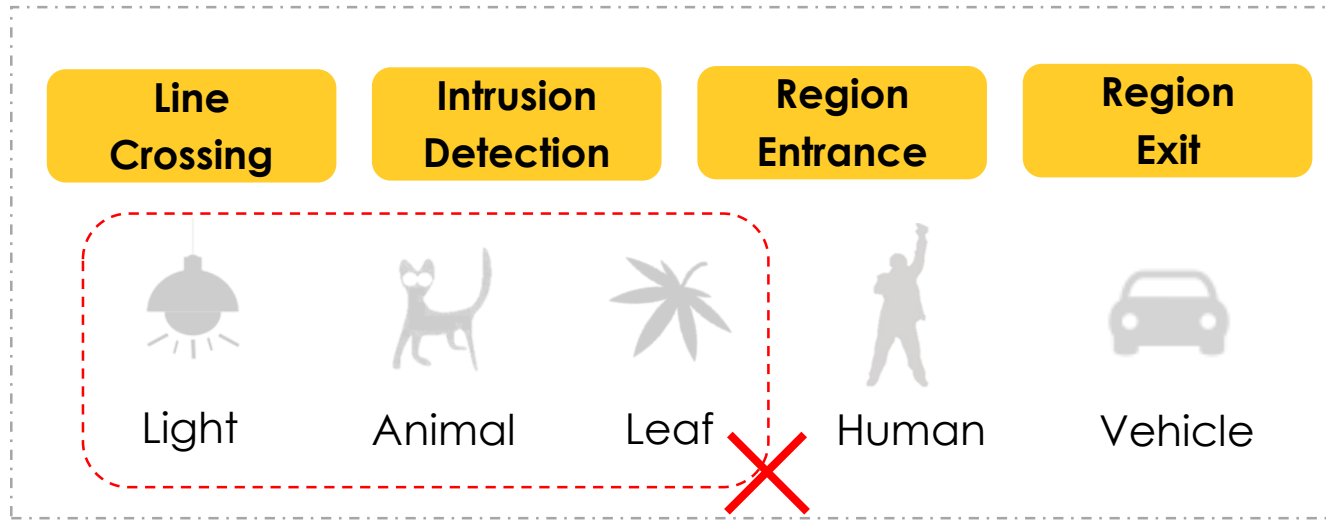 Line
Crossing
Intrusion
Detection
Region
Entrance
Region
Exit
Light
Animal
Leaf
Human
Vehicle